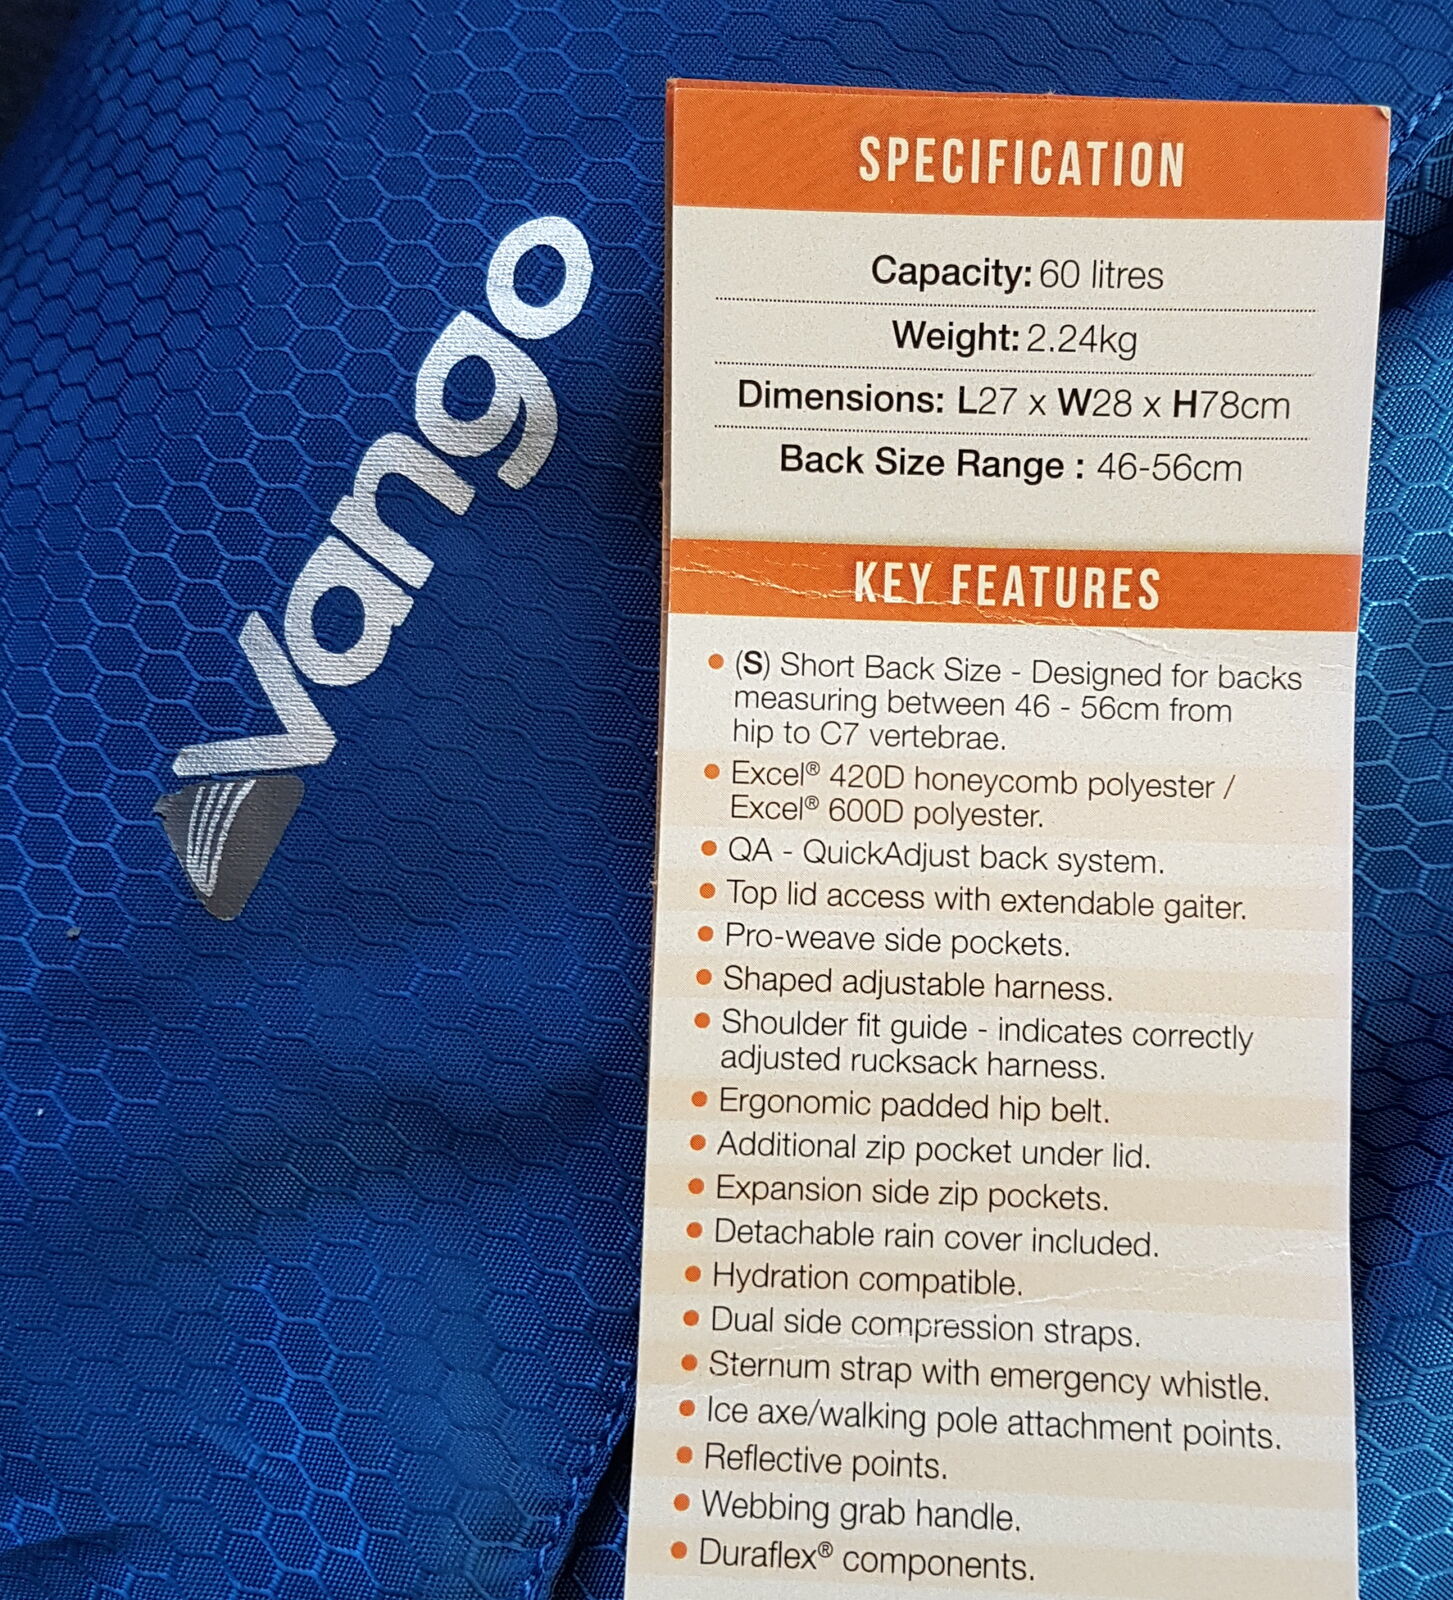 Vango
SPECIFICATION
Capacity: 60 litres
Weight: 2.24kg
Dimensions: L27 x W28 x H78cm
Back Size Range : 46-56cm
KEY FEATURES
• (S) Short Back Size - Designed for backs
measuring between 46 - 56cm from
hip to C7 vertebrae.
• Excel® 420D honeycomb polyester /
Excel® 600D polyester.
• QA - QuickAdjust back system.
• Top lid access with extendable gaiter.
• Pro-weave side pockets.
• Shaped adjustable harness.
• Shoulder fit guide - indicates correctly
adjusted rucksack harness.
• Ergonomic padded hip belt.
• Additional zip pocket under lid.
• Expansion side zip pockets.
• Detachable rain cover included.
• Hydration compatible.
• Dual side compression straps.
• Sternum strap with emergency whistle.
• Ice axe/walking pole attachment points.
• Reflective points.
• Webbing grab handle.
• Duraflex® components.